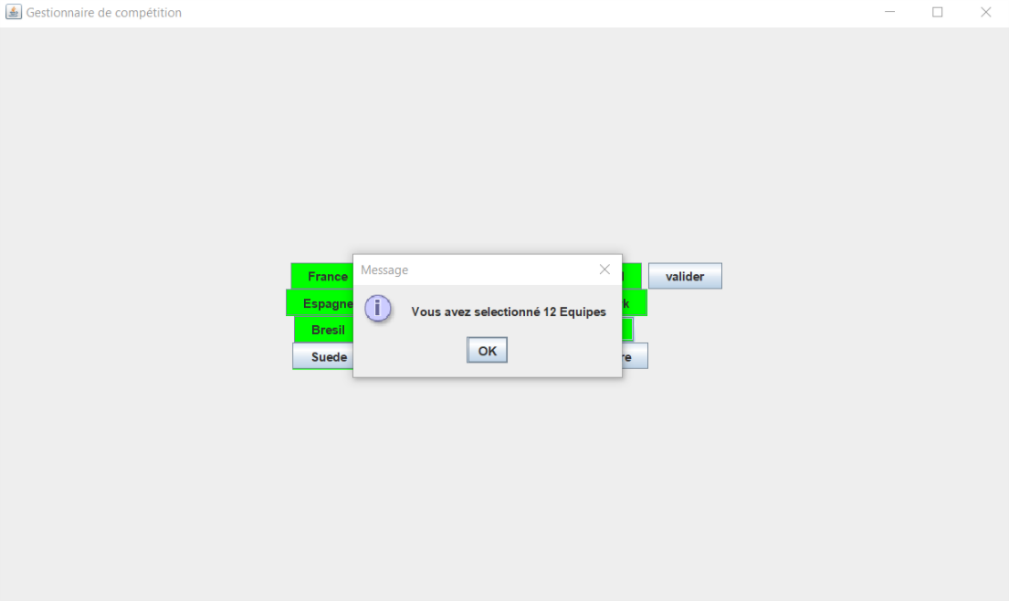 Gestionnaire de compétition
France
Message
valider
Espagne
Vous avez selectionné 12 Equipes
Bresil
OK
Suede